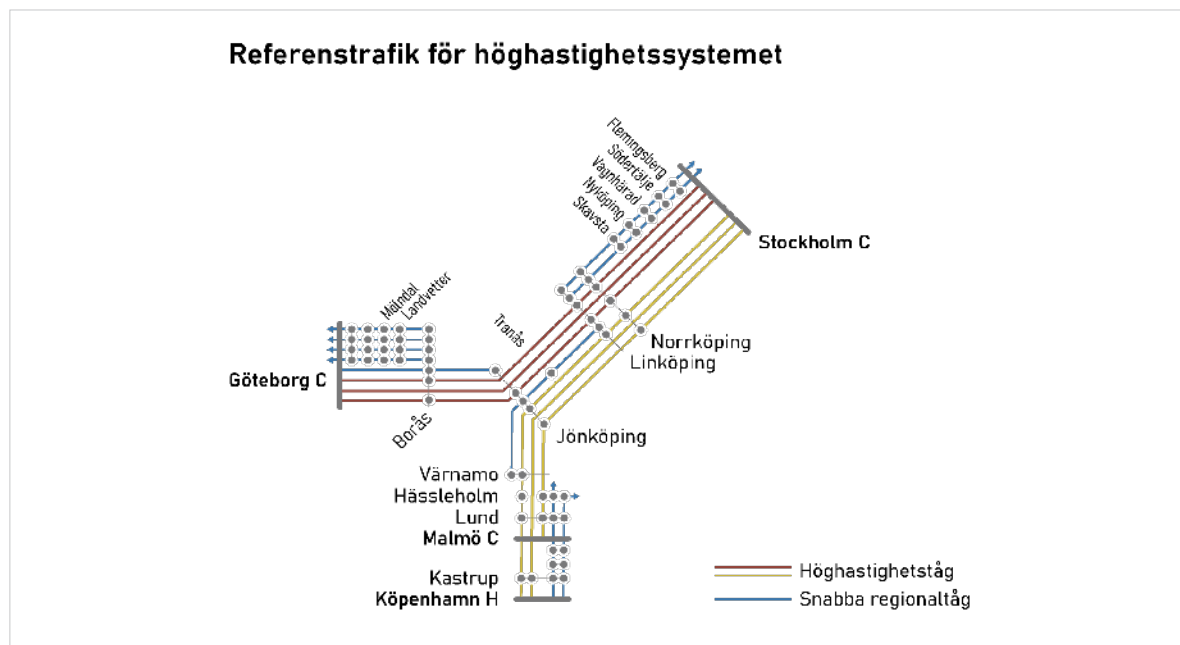 Referenstrafik för höghastighetssystemet
Flemingsberg
Södertälje
Vagnhärad
Nyköping
Skavsta
Stockholm C
Mölndal
Landvetter
Tranås
Norrköping
Linköping
Göteborg C
Borås
Jönköping
Värnamo
Hässleholm
Lund
Malmö C
Kastrup
Köpenhamn H
Höghastighetståg
Snabba regionaltåg